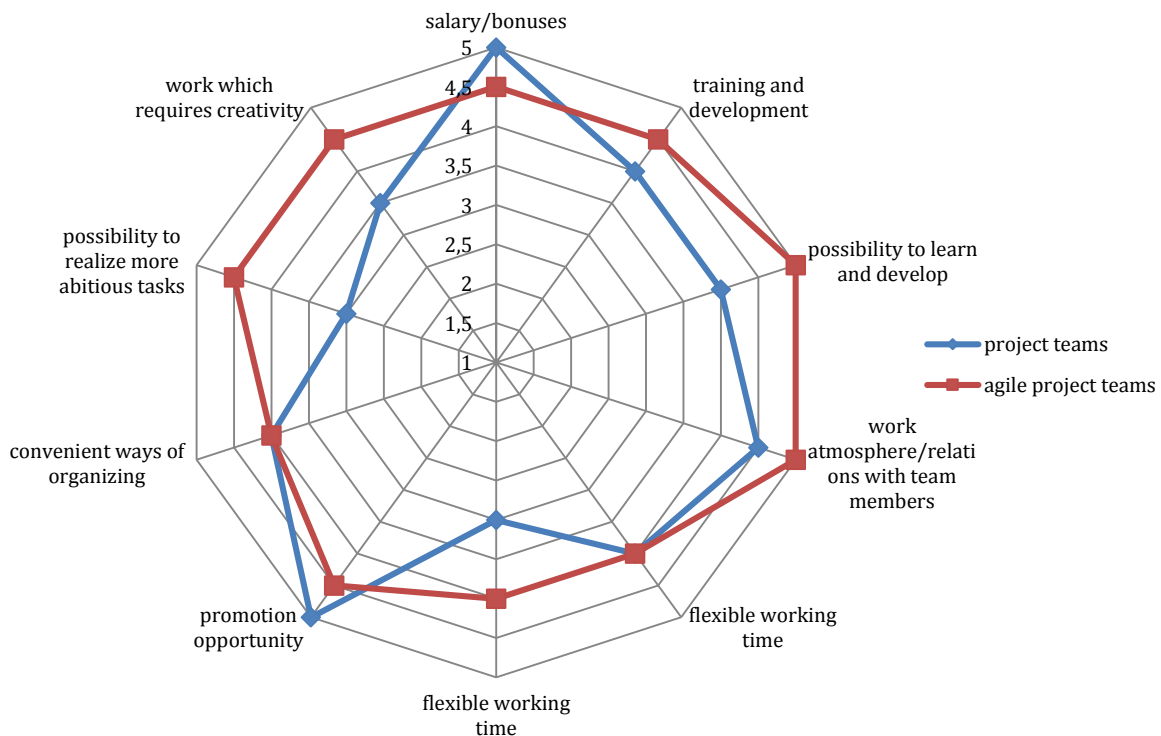 salary/bonuses
5
4,5
4
3,5
3
2,5
2
1,5
1
training and
development
possibility to learn
and develop
work
atmosphere/relati
ons with team
members
flexible working
time
flexible working
time
promotion
opportunity
convenient ways of
organizing
possibility to
realize more
abitious tasks
work which
requires creativity
project teams
agile project teams